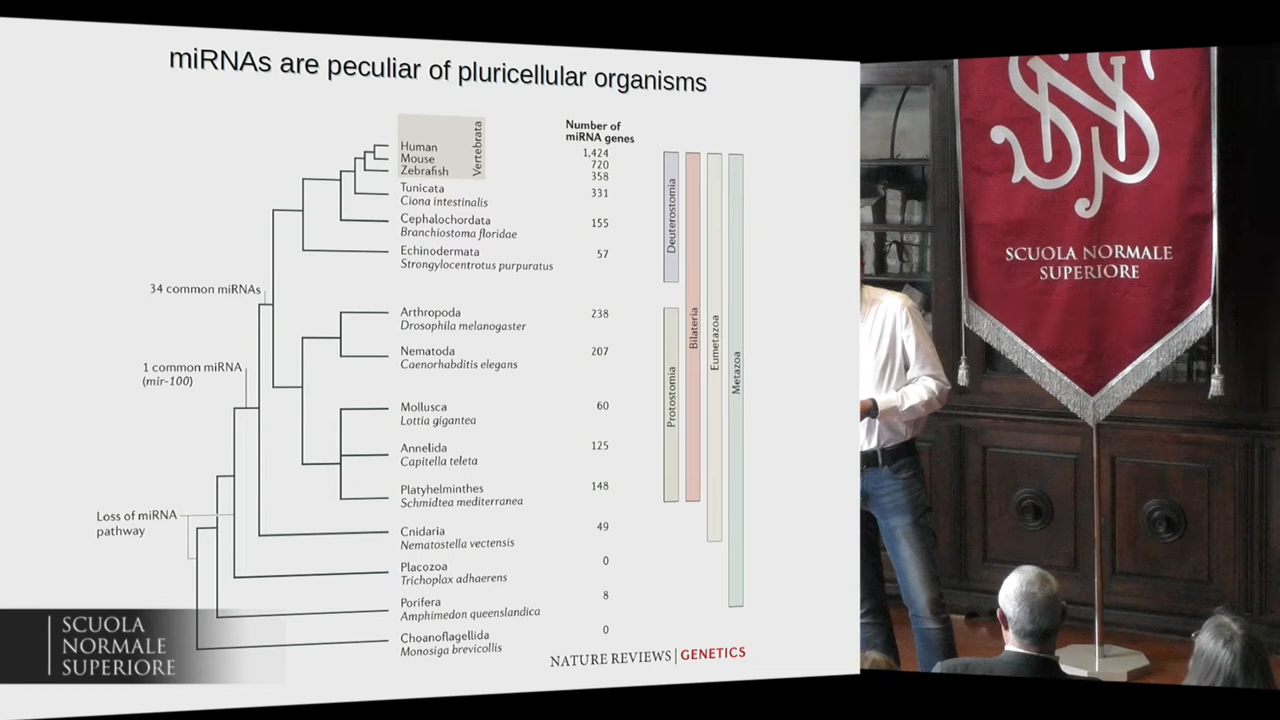 miRNAs are peculiar of pluricellular organisms
Number of
miRNA genes
Vertebrata
Human 1,424
Mouse 720
Zebrafish 358
Tunicata 331
Ciona intestinalis
Cephalochordata 155
Branchiostoma floridae
Echinodermata 57
Strongylocentrotus purpuratus
34 common miRNAs
Arthropoda 238
Drosophila melanogaster
Nematoda 207
Caenorhabditis elegans
1 common miRNA
(mir-100)
Mollusca 60
Lottia gigantea
Annelida 125
Capitella teleta
Platyhelminthes 148
Schmidtea mediterranea
Loss of miRNA
pathway
Cnidaria 49
Nematostella vectensis
Placozoa 0
Trichoplax adhaerens
Porifera 8
Amphimedon queenslandica
Choanoflagellida 0
Monosiga brevicollis
Deuterostomia
Protostomia
Bilateria
Eumetazoa
Metazoa
NATURE REVIEWS | GENETICS
SCUOLA
NORMALE
SUPERIORE
SNS
SCUOLA NORMALE
SUPERIORE